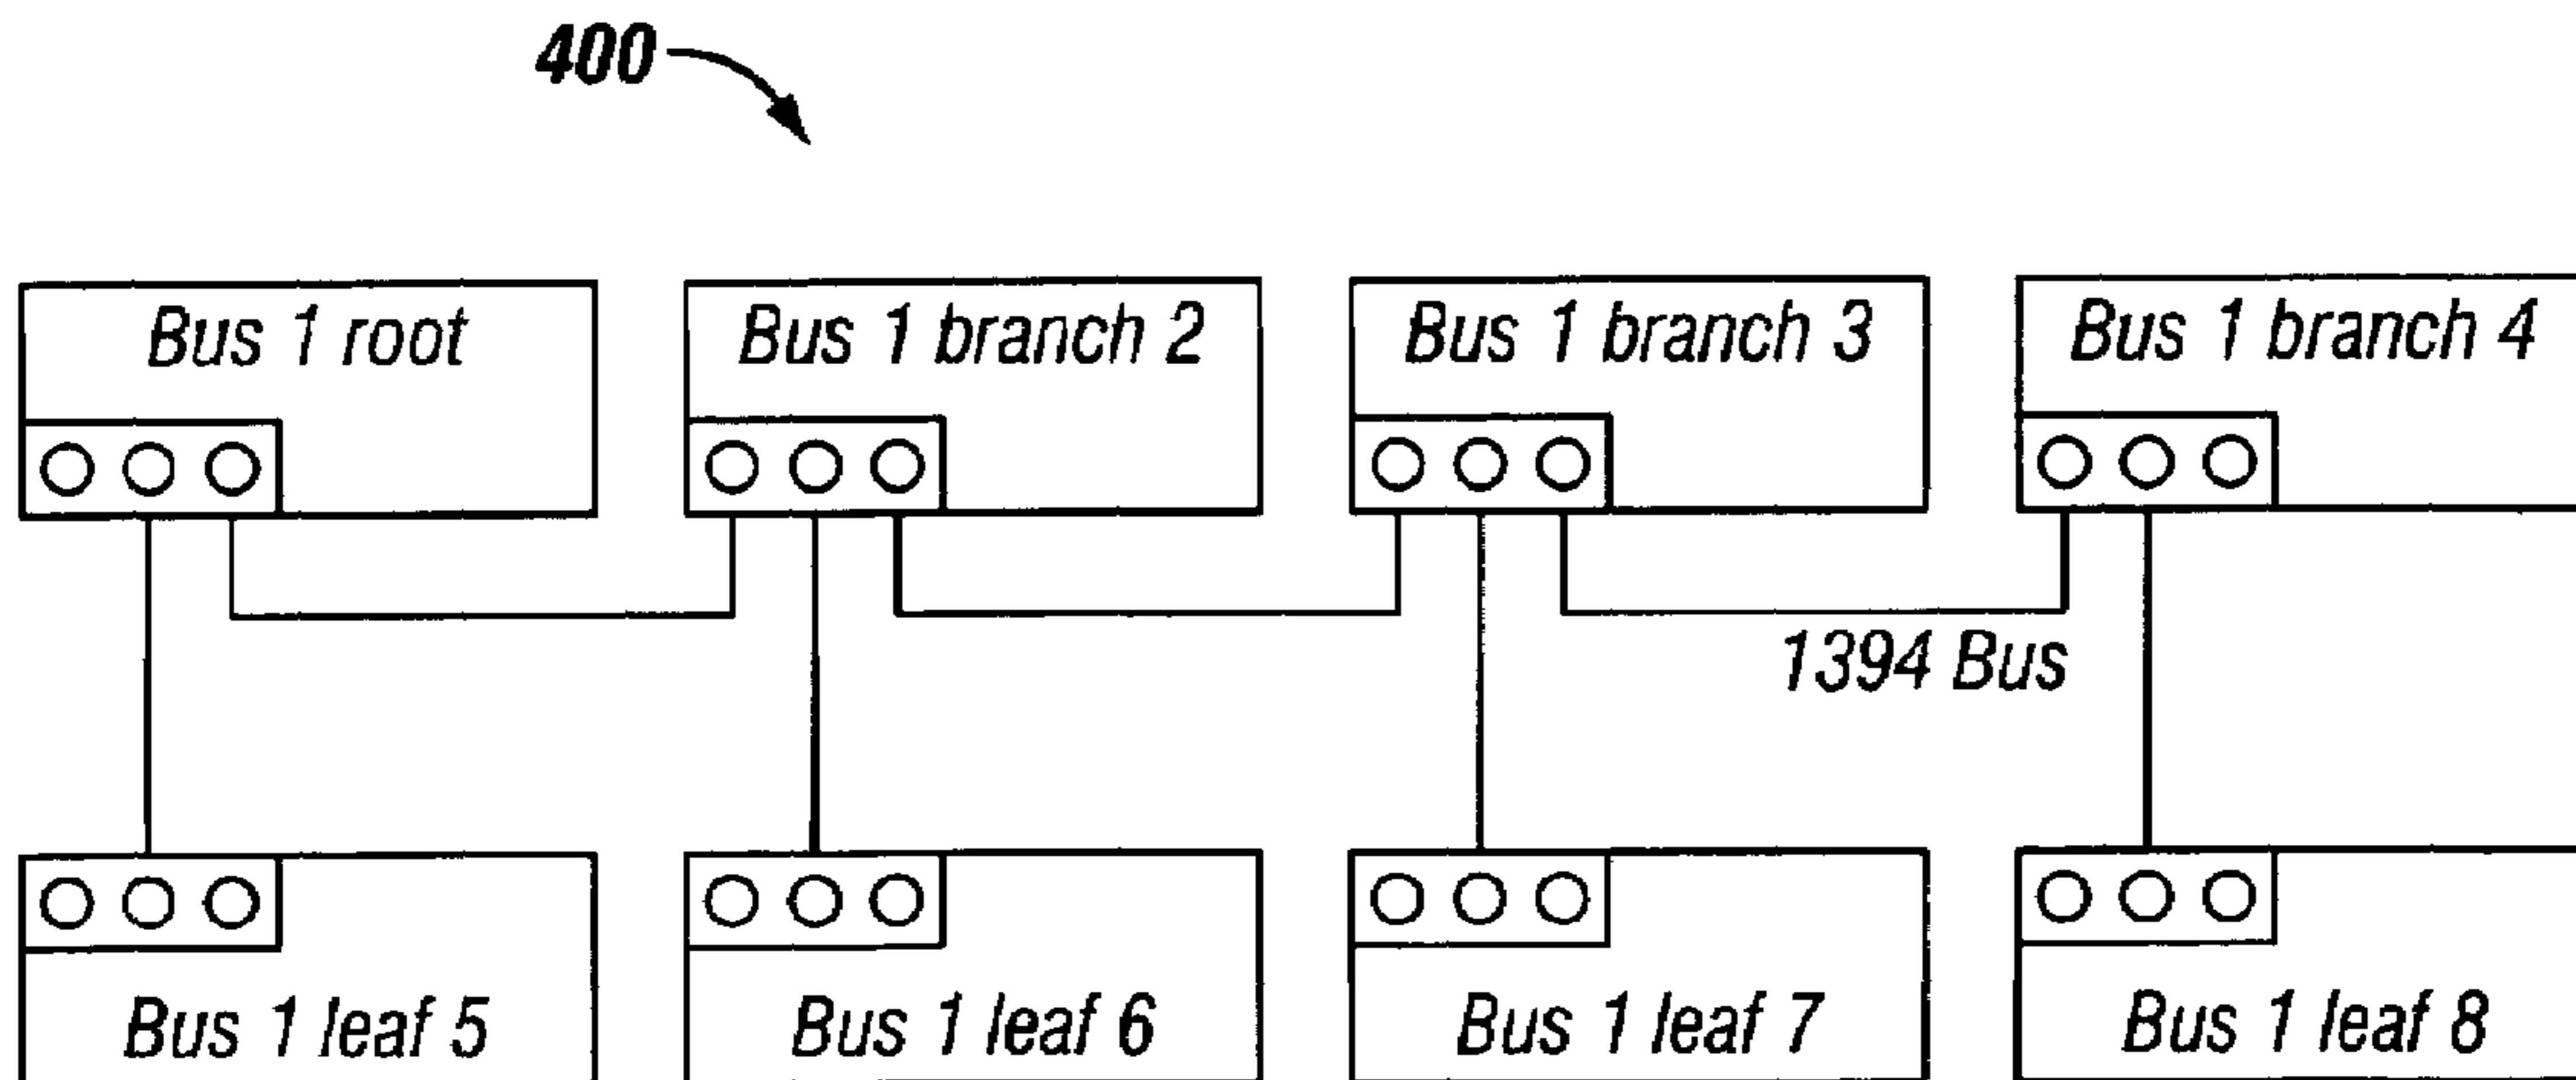 400
Bus 1 root
Bus 1 branch 2
Bus 1 branch 3
Bus 1 branch 4
1394 Bus
Bus 1 leaf 5
Bus 1 leaf 6
Bus 1 leaf 7
Bus 1 leaf 8